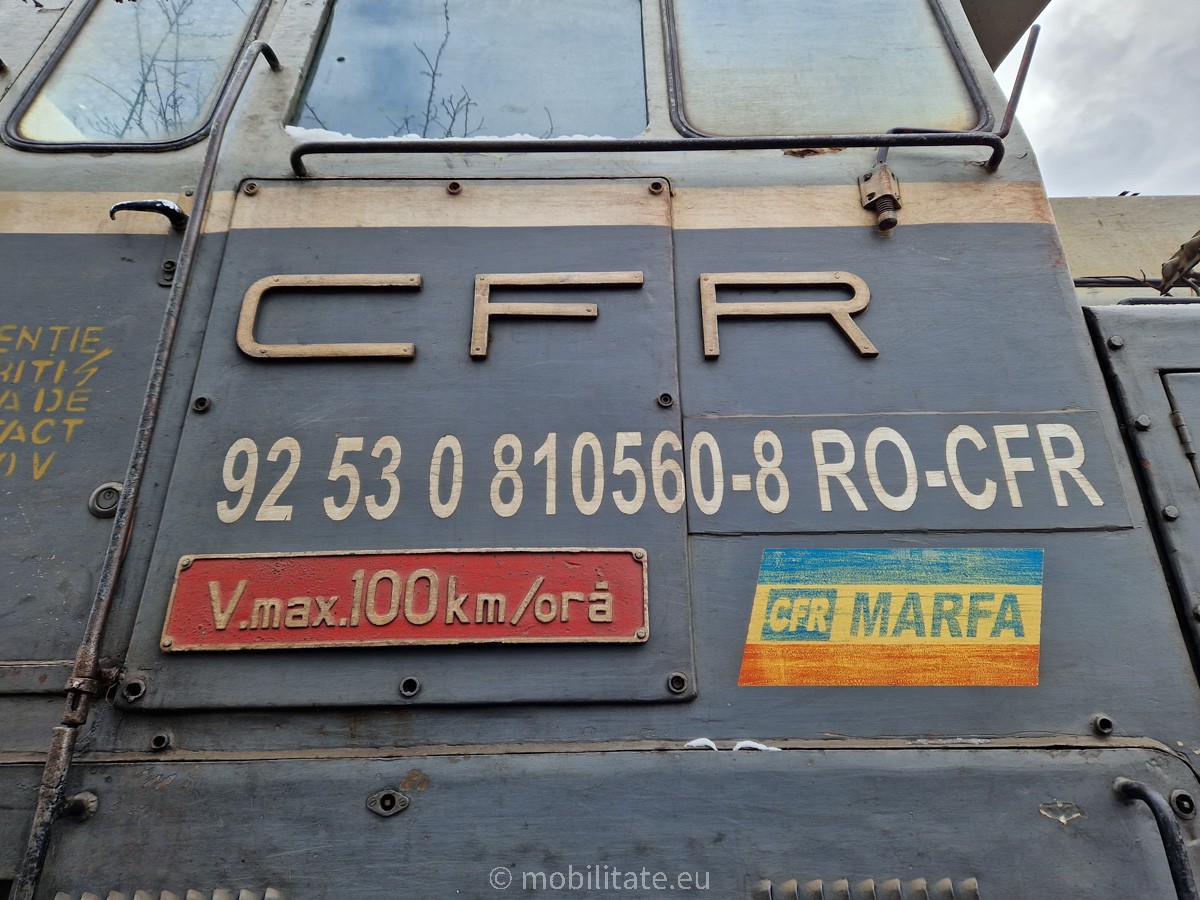 CFR
92 53 0 810560-8 RO-CFR
V.max.100km/oră
CFR MARFA
© mobilitate.eu